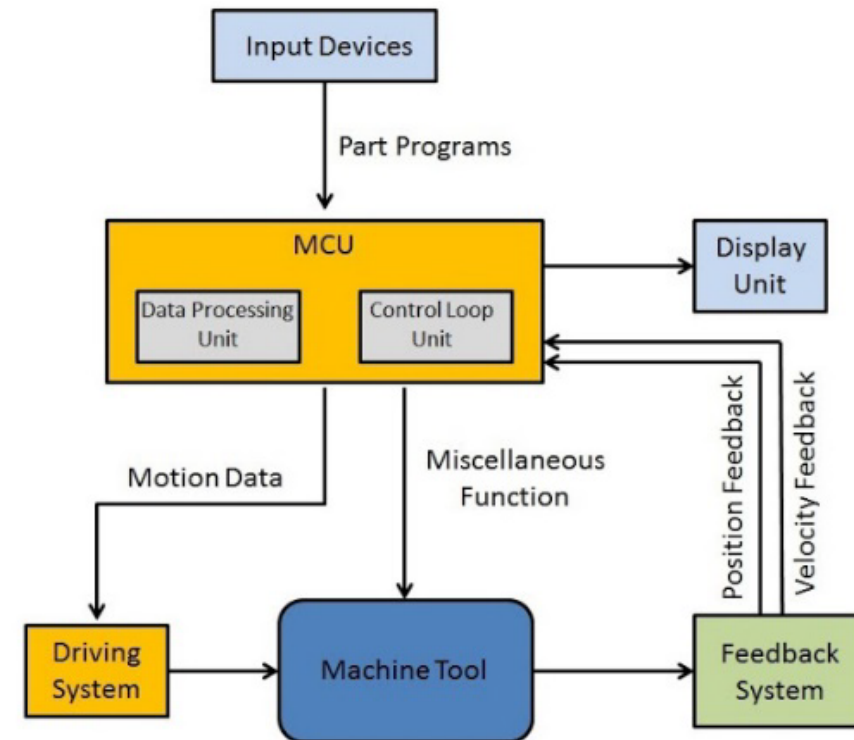 Input Devices
Part Programs
MCU
Display
Unit
Data Processing
Unit
Control Loop
Unit
Motion Data
Miscellaneous
Function
Position Feedback
Velocity Feedback
Driving
System
Machine Tool
Feedback
System